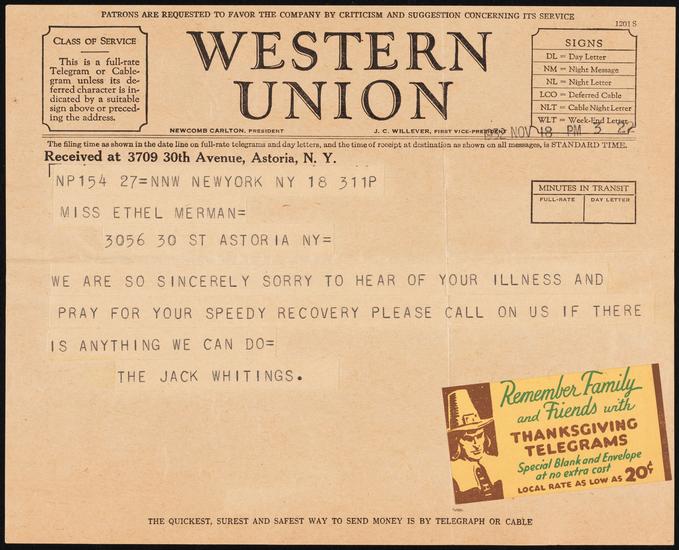 PATRONS ARE REQUESTED TO FAVOR THE COMPANY BY CRITICISM AND SUGGESTION CONCERNING ITS SERVICE
1201 S
CLASS OF SERVICE
This is a full-rate
Telegram or Cable-
gram unless its de-
ferred character is in-
dicated by a suitable
sign above or preced-
ing the address.
WESTERN
UNION
NEWCOMB CARLTON, PRESIDENT
J. C. WILLEVER, FIRST VICE-PRESIDENT
SIGNS
DL = Day Letter
NM = Night Message
NL = Night Letter
LCO = Deferred Cable
NLT = Cable Night Letter
WLT = Week-End Letter
1932 NOV 18 PM 3 22
The filing time as shown in the date line on full-rate telegrams and day letters, and the time of receipt at destination as shown on all messages, is STANDARD TIME.
Received at 3709 30th Avenue, Astoria, N. Y.
MINUTES IN TRANSIT
FULL-RATE
DAY LETTER
NP154 27=NNW NEWYORK NY 18 311P
MISS ETHEL MERMAN=
3056 30 ST ASTORIA NY=
WE ARE SO SINCERELY SORRY TO HEAR OF YOUR ILLNESS AND
PRAY FOR YOUR SPEEDY RECOVERY PLEASE CALL ON US IF THERE
IS ANYTHING WE CAN DO=
THE JACK WHITINGS.
Remember Family
and Friends with
THANKSGIVING
TELEGRAMS
Special Blank and Envelope
at no extra cost
LOCAL RATE AS LOW AS 20¢
THE QUICKEST, SUREST AND SAFEST WAY TO SEND MONEY IS BY TELEGRAPH OR CABLE